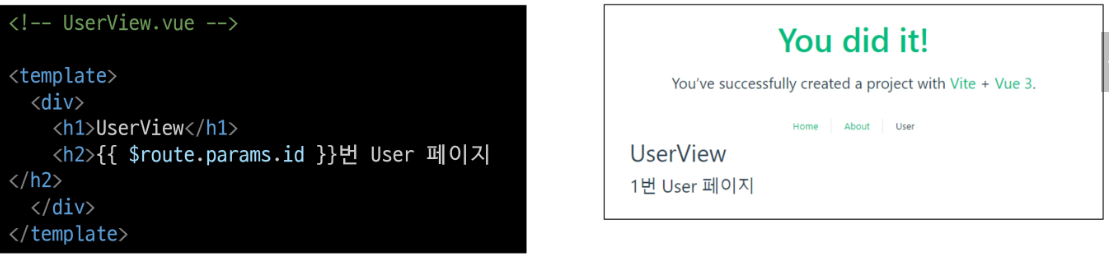 <!-- UserView.vue -->
<template>
<div>
<h1>UserView</h1>
<h2>{{ $route.params.id }}번 User 페이지
</h2>
</div>
</template>
You did it!
You've successfully created a project with Vite + Vue 3.
Home About User
UserView
1번 User 페이지